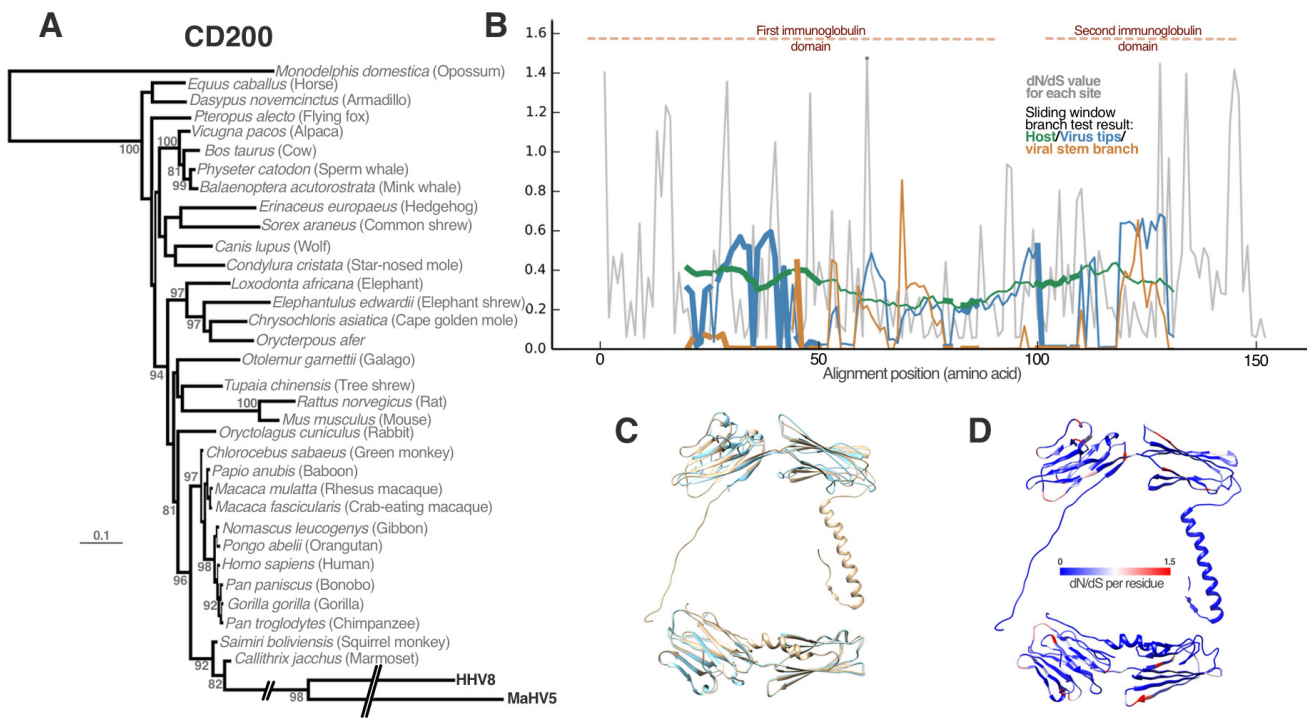 A
CD200
Monodelphis domestica (Opossum)
Equus caballus (Horse)
Dasypus novemcinctus (Armadillo)
Pteropus alecto (Flying fox)
100
Vicugna pacos (Alpaca)
100
Bos taurus (Cow)
81
Physeter catodon (Sperm whale)
99
Balaenoptera acutorostrata (Mink whale)
Erinaceus europaeus (Hedgehog)
Sorex araneus (Common shrew)
Canis lupus (Wolf)
Condylura cristata (Star-nosed mole)
97
Loxodonta africana (Elephant)
Elephantulus edwardii (Elephant shrew)
97
Chrysochloris asiatica (Cape golden mole)
Orycterpous afer
Otolemur garnettii (Galago)
94
Tupaia chinensis (Tree shrew)
100
Rattus norvegicus (Rat)
Mus musculus (Mouse)
Oryctolagus cuniculus (Rabbit)
Chlorocebus sabaeus (Green monkey)
97
Papio anubis (Baboon)
Macaca mulatta (Rhesus macaque)
81
Macaca fascicularis (Crab-eating macaque)
Nomascus leucogenys (Gibbon)
0.1
Pongo abelii (Orangutan)
98
Homo sapiens (Human)
96
Pan paniscus (Bonobo)
92
Gorilla gorilla (Gorilla)
Pan troglodytes (Chimpanzee)
Saimiri boliviensis (Squirrel monkey)
92
Callithrix jacchus (Marmoset)
82
HHV8
98
MaHV5
B
1.6
1.4
1.2
1.0
0.8
0.6
0.4
0.2
0.0
First immunoglobulin
domain
Second immunoglobulin
domain
dN/dS value
for each site
Sliding window
branch test result:
Host/Virus tips/
viral stem branch
0
50
100
150
Alignment position (amino acid)
C
D
0
1.5
dN/dS per residue